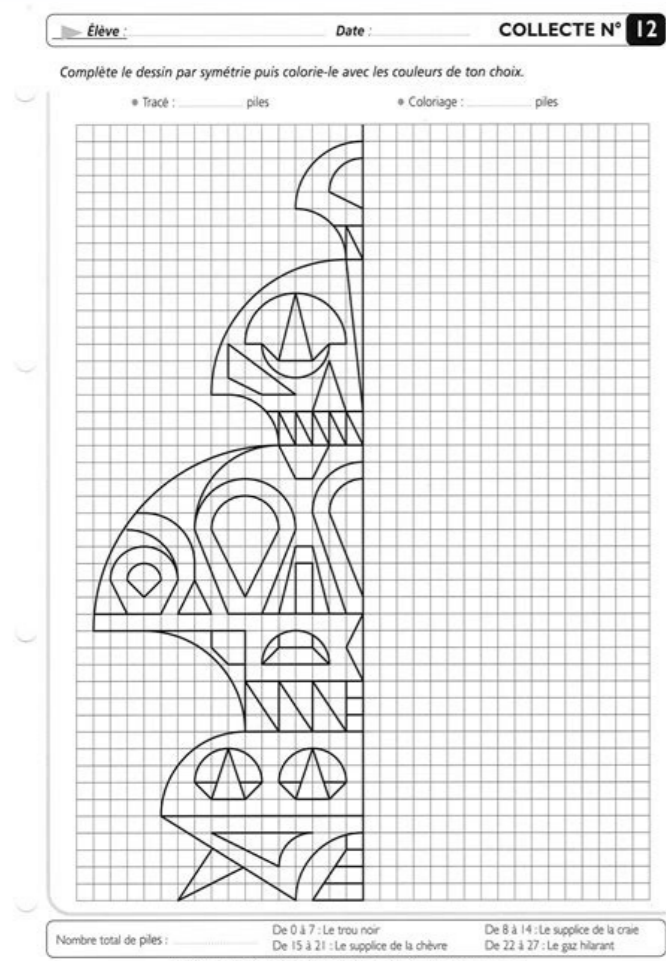 Élève : Date : COLLECTE N° 12
Complète le dessin par symétrie puis colorie-le avec les couleurs de ton choix.
• Tracé : piles • Coloriage : piles
Nombre total de piles :
De 0 à 7 : Le trou noir De 8 à 14 : Le supplice de la craie
De 15 à 21 : Le supplice de la chèvre De 22 à 27 : Le gaz hilarant